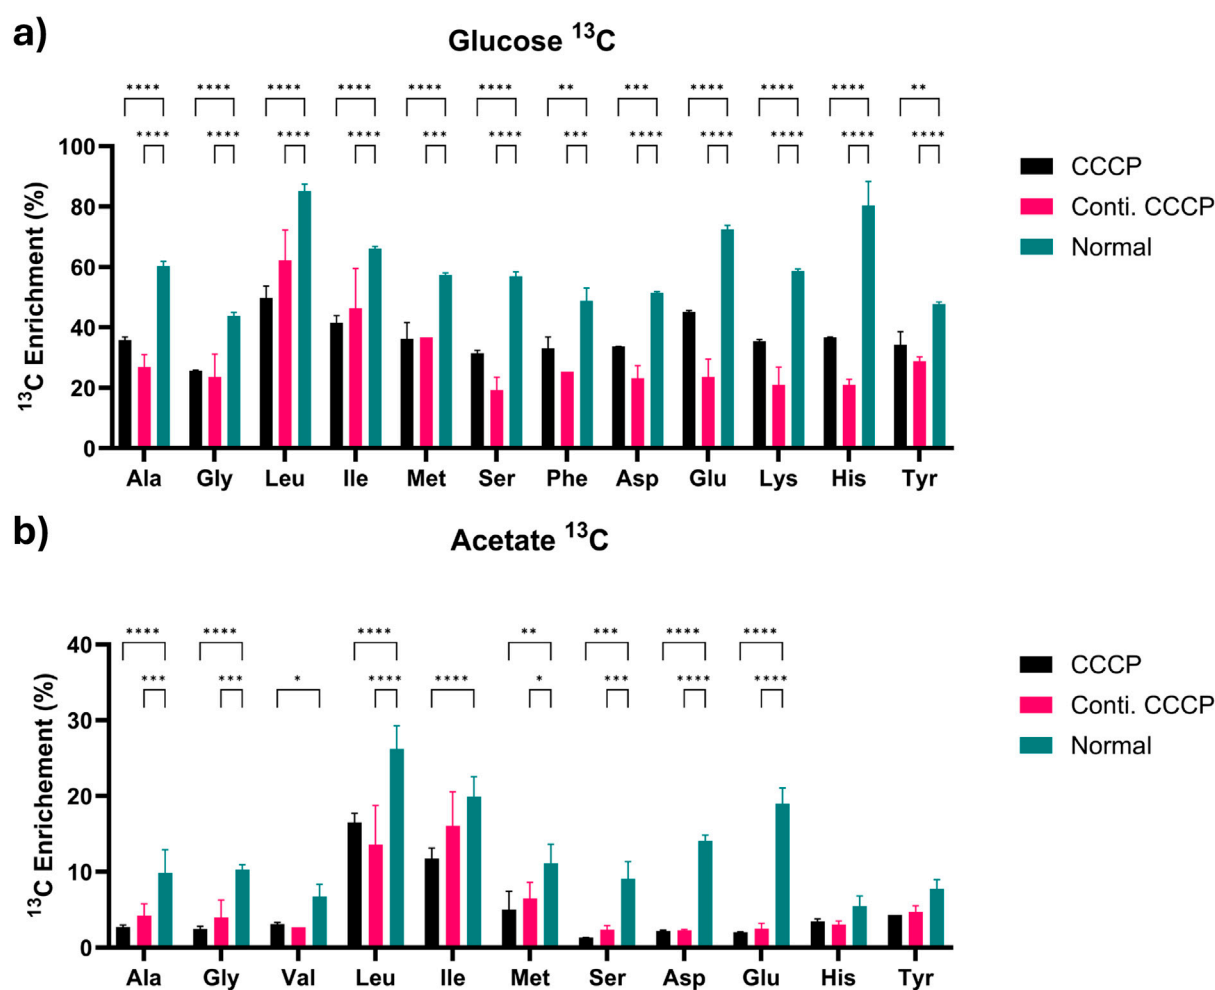 a)
Glucose ¹³C
**** **** **** **** **** **** ** *** **** **** **** ****
**** **** **** **** *** **** *** **** **** **** **** ****
¹³C Enrichment (%)
100
80
60
40
20
0
Ala Gly Leu Ile Met Ser Phe Asp Glu Lys His Tyr
CCCP
Conti. CCCP
Normal
b)
Acetate ¹³C
**** **** **** ** *** **** ****
*** *** * **** **** * *** **** ****
¹³C Enrichement (%)
40
30
20
10
0
Ala Gly Val Leu Ile Met Ser Asp Glu His Tyr
CCCP
Conti. CCCP
Normal